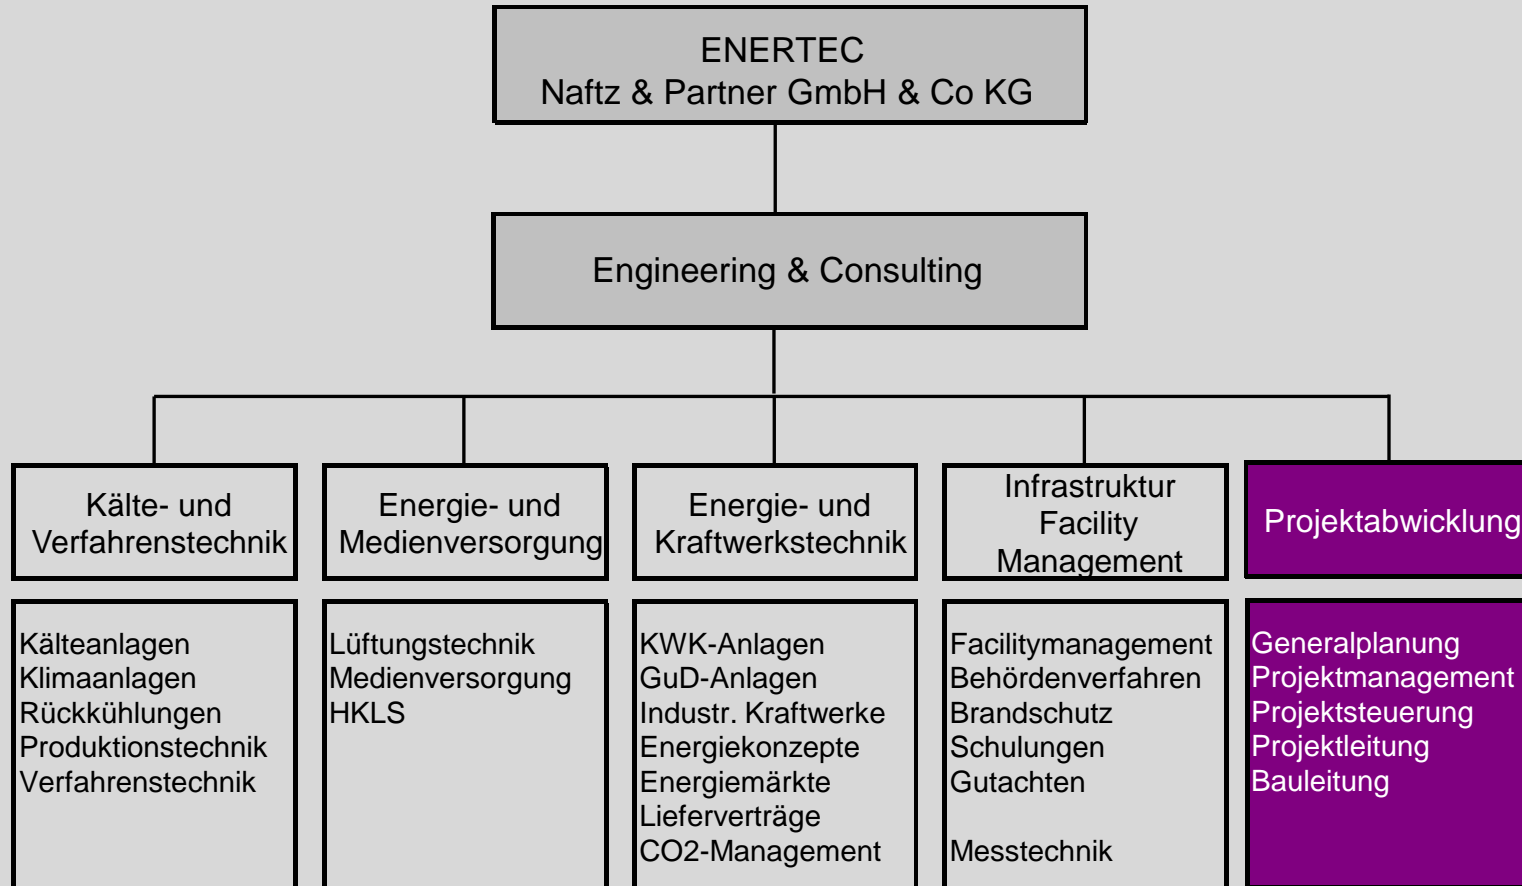 ENERTEC
Naftz & Partner GmbH & Co KG
Engineering & Consulting
Kälte- und
Verfahrenstechnik
Energie- und
Medienversorgung
Energie- und
Kraftwerkstechnik
Infrastruktur
Facility
Management
Projektabwicklung
Kälteanlagen
Klimaanlagen
Rückkühlungen
Produktionstechnik
Verfahrenstechnik
Lüftungstechnik
Medienversorgung
HKLS
KWK-Anlagen
GuD-Anlagen
Industr. Kraftwerke
Energiekonzepte
Energiemärkte
Lieferverträge
CO2-Management
Facilitymanagement
Behördenverfahren
Brandschutz
Schulungen
Gutachten
Messtechnik
Generalplanung
Projektmanagement
Projektsteuerung
Projektleitung
Bauleitung